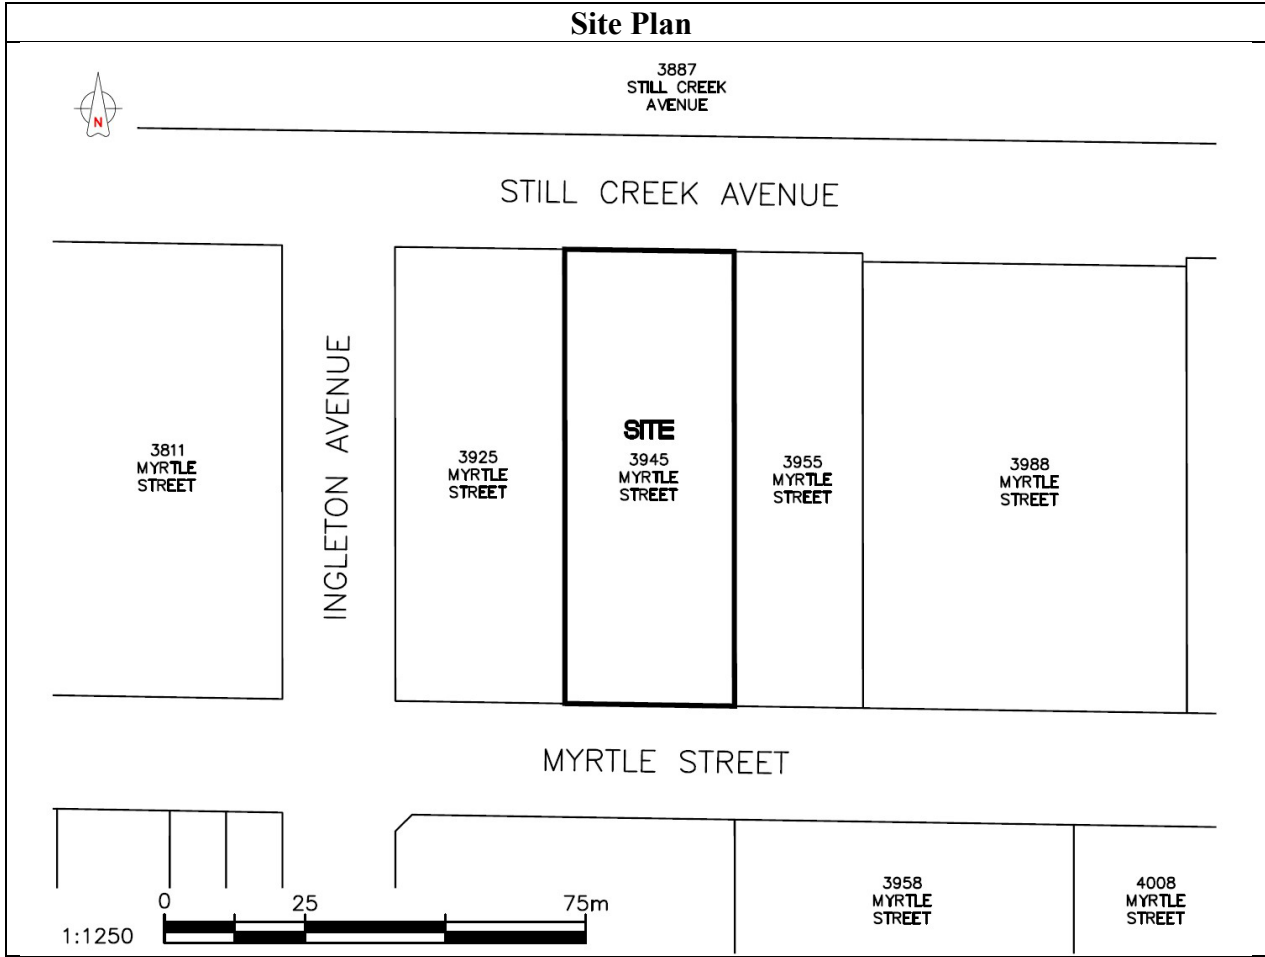 Site Plan
N
3887
STILL CREEK
AVENUE
STILL CREEK AVENUE
INGLETON AVENUE
3811
MYRTLE
STREET
3925
MYRTLE
STREET
SITE
3945
MYRTLE
STREET
3955
MYRTLE
STREET
3988
MYRTLE
STREET
MYRTLE STREET
3958
MYRTLE
STREET
4008
MYRTLE
STREET
0 25 75m
1:1250